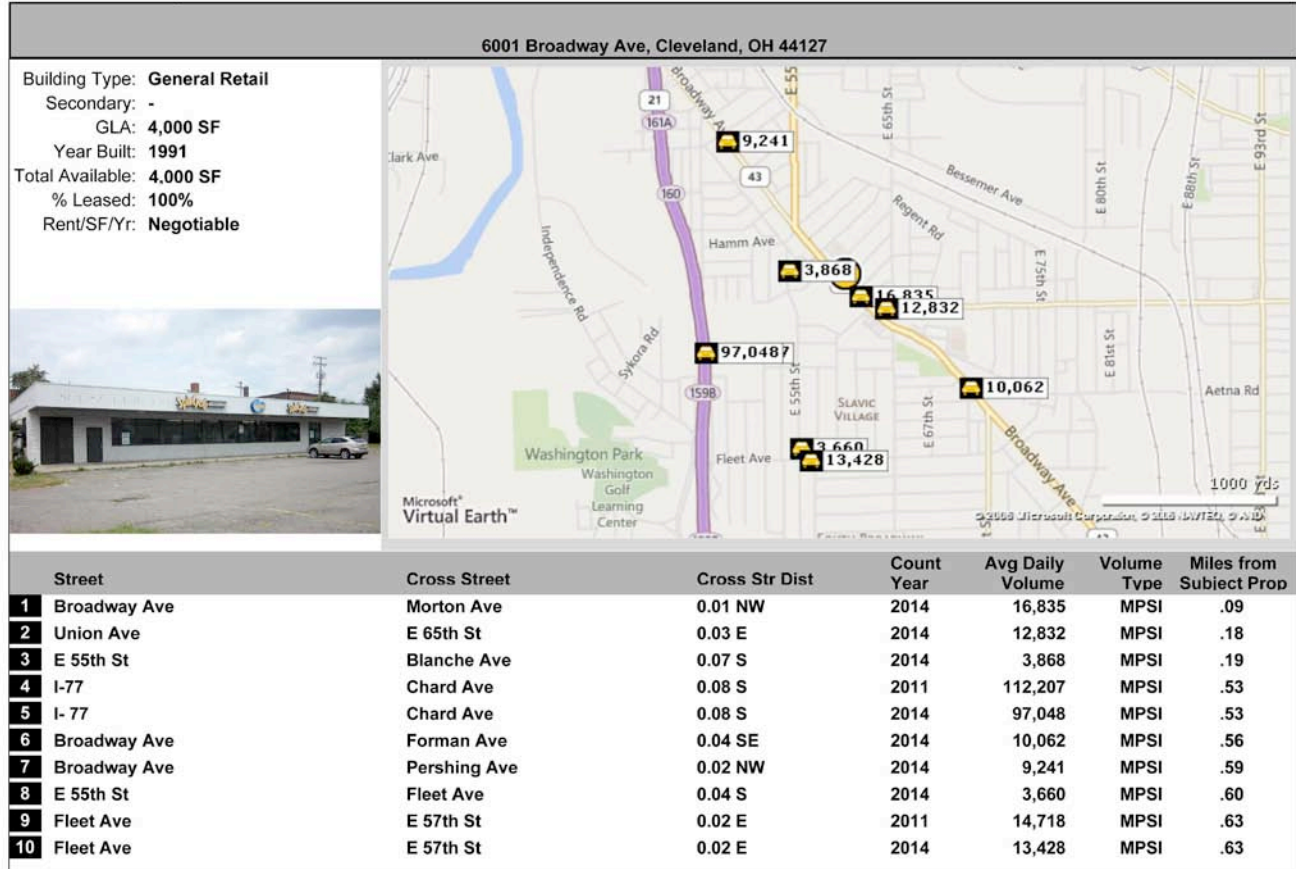 6001 Broadway Ave, Cleveland, OH 44127
Building Type: General Retail
Secondary: -
GLA: 4,000 SF
Year Built: 1991
Total Available: 4,000 SF
% Leased: 100%
Rent/SF/Yr: Negotiable
Broadway Av
E 55
21
161A
9,241
E 65th St
E 93rd St
Clark Ave
43
Bessemer Ave
E 80th St
E 88th St
160
Regent Rd
Independence Rd
Hamm Ave
3,868
E 75th St
16,835
12,832
Sykora Rd
97,0487
E 81st St
159B
E 55th St
10,062
Aetna Rd
SLAVIC
VILLAGE
E 67th St
Washington Park
Washington
Golf
Learning
Center
Fleet Ave
3,660
13,428
Broadway Ave
1000 yds
Microsoft®
Virtual Earth™
Street Cross Street Cross Str Dist Count Year Avg Daily Volume Volume Type Miles from Subject Prop
1 Broadway Ave Morton Ave 0.01 NW 2014 16,835 MPSI .09
2 Union Ave E 65th St 0.03 E 2014 12,832 MPSI .18
3 E 55th St Blanche Ave 0.07 S 2014 3,868 MPSI .19
4 I-77 Chard Ave 0.08 S 2011 112,207 MPSI .53
5 I- 77 Chard Ave 0.08 S 2014 97,048 MPSI .53
6 Broadway Ave Forman Ave 0.04 SE 2014 10,062 MPSI .56
7 Broadway Ave Pershing Ave 0.02 NW 2014 9,241 MPSI .59
8 E 55th St Fleet Ave 0.04 S 2014 3,660 MPSI .60
9 Fleet Ave E 57th St 0.02 E 2011 14,718 MPSI .63
10 Fleet Ave E 57th St 0.02 E 2014 13,428 MPSI .63